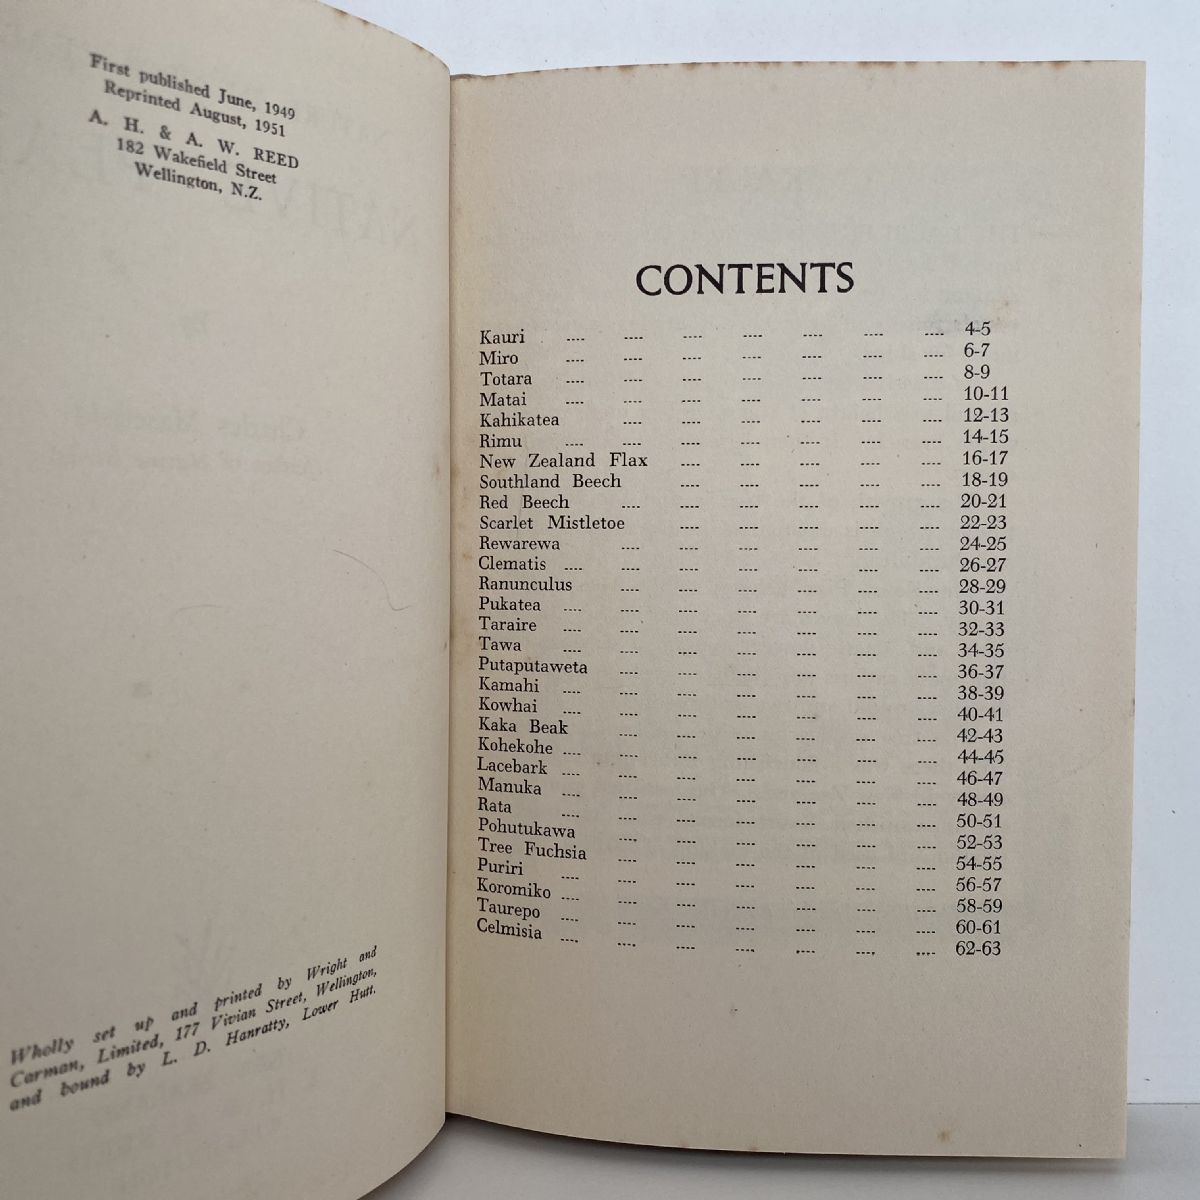 First published June, 1949
Reprinted August, 1951
A. H. & A. W. REED
182 Wakefield Street
Wellington, N.Z.
Wholly set up and printed by Wright and
Carman, Limited, 177 Vivian Street, Wellington,
and bound by L. D. Hanratty, Lower Hutt.
CONTENTS
Kauri .... .... .... .... .... .... .... 4-5
Miro .... .... .... .... .... .... .... 6-7
Totara .... .... .... .... .... .... .... 8-9
Matai .... .... .... .... .... .... .... 10-11
Kahikatea .... .... .... .... .... .... 12-13
Rimu .... .... .... .... .... .... .... 14-15
New Zealand Flax .... .... .... .... .... 16-17
Southland Beech .... .... .... .... .... 18-19
Red Beech .... .... .... .... .... .... 20-21
Scarlet Mistletoe .... .... .... .... .... 22-23
Rewarewa .... .... .... .... .... .... 24-25
Clematis .... .... .... .... .... .... .... 26-27
Ranunculus .... .... .... .... .... .... 28-29
Pukatea .... .... .... .... .... .... .... 30-31
Taraire .... .... .... .... .... .... .... 32-33
Tawa .... .... .... .... .... .... .... 34-35
Putaputaweta .... .... .... .... .... .... 36-37
Kamahi .... .... .... .... .... .... .... 38-39
Kowhai .... .... .... .... .... .... .... 40-41
Kaka Beak .... .... .... .... .... .... 42-43
Kohekohe .... .... .... .... .... .... .... 44-45
Lacebark .... .... .... .... .... .... .... 46-47
Manuka .... .... .... .... .... .... .... 48-49
Rata .... .... .... .... .... .... .... 50-51
Pohutukawa .... .... .... .... .... .... 52-53
Tree Fuchsia .... .... .... .... .... .... 54-55
Puriri .... .... .... .... .... .... .... 56-57
Koromiko .... .... .... .... .... .... .... 58-59
Taurepo .... .... .... .... .... .... .... 60-61
Celmisia .... .... .... .... .... .... .... 62-63